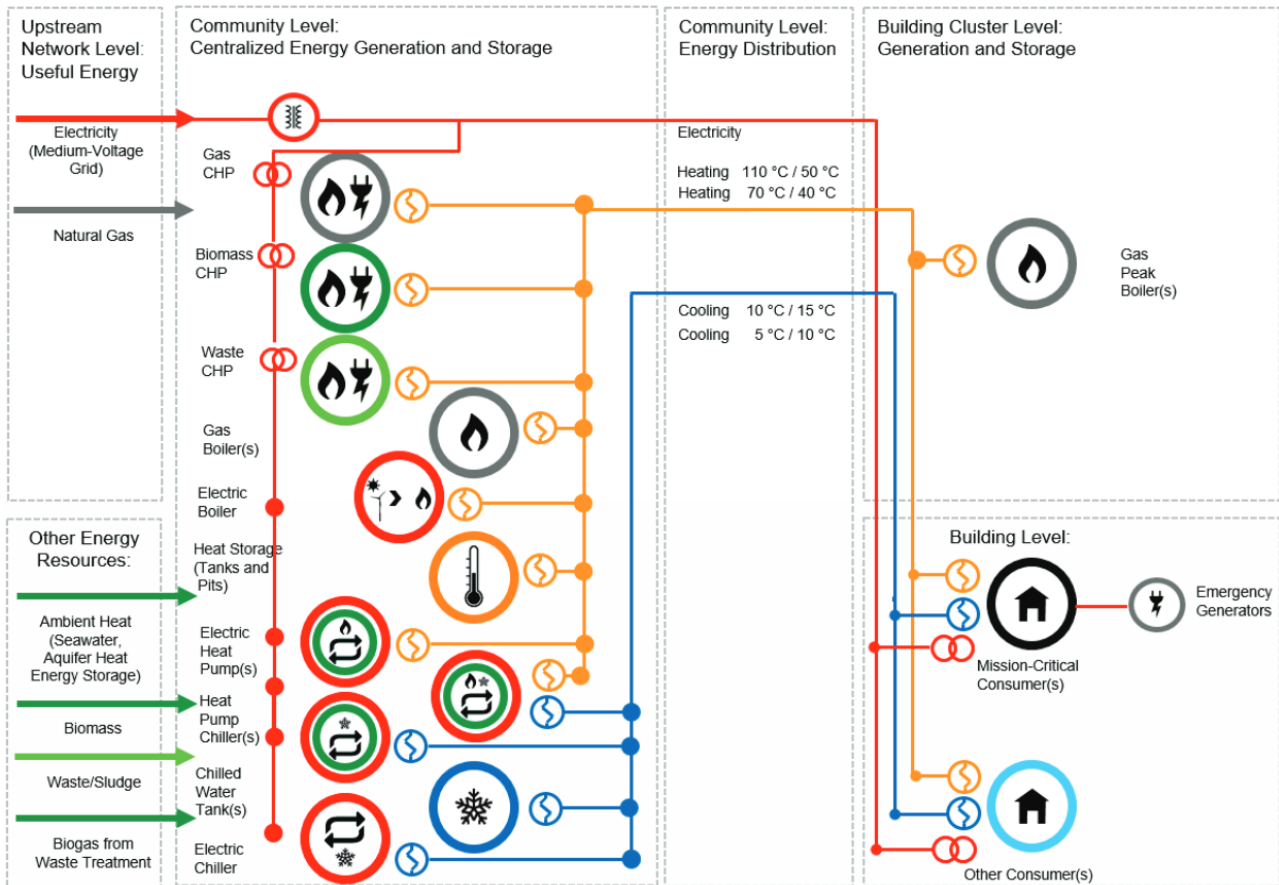 Upstream
Network Level:
Useful Energy
Electricity
(Medium-Voltage
Grid)
Natural Gas
Other Energy
Resources:
Ambient Heat
(Seawater,
Aquifer Heat
Energy Storage)
Biomass
Waste/Sludge
Biogas from
Waste Treatment
Community Level:
Centralized Energy Generation and Storage
Gas
CHP
Biomass
CHP
Waste
CHP
Gas
Boiler(s)
Electric
Boiler
Heat Storage
(Tanks and
Pits)
Electric
Heat
Pump(s)
Heat
Pump
Chiller(s)
Chilled
Water
Tank(s)
Electric
Chiller
Community Level:
Energy Distribution
Electricity
Heating 110 °C / 50 °C
Heating 70 °C / 40 °C
Cooling 10 °C / 15 °C
Cooling 5 °C / 10 °C
Building Cluster Level:
Generation and Storage
Gas
Peak
Boiler(s)
Building Level:
Emergency
Generators
Mission-Critical
Consumer(s)
Other Consumer(s)